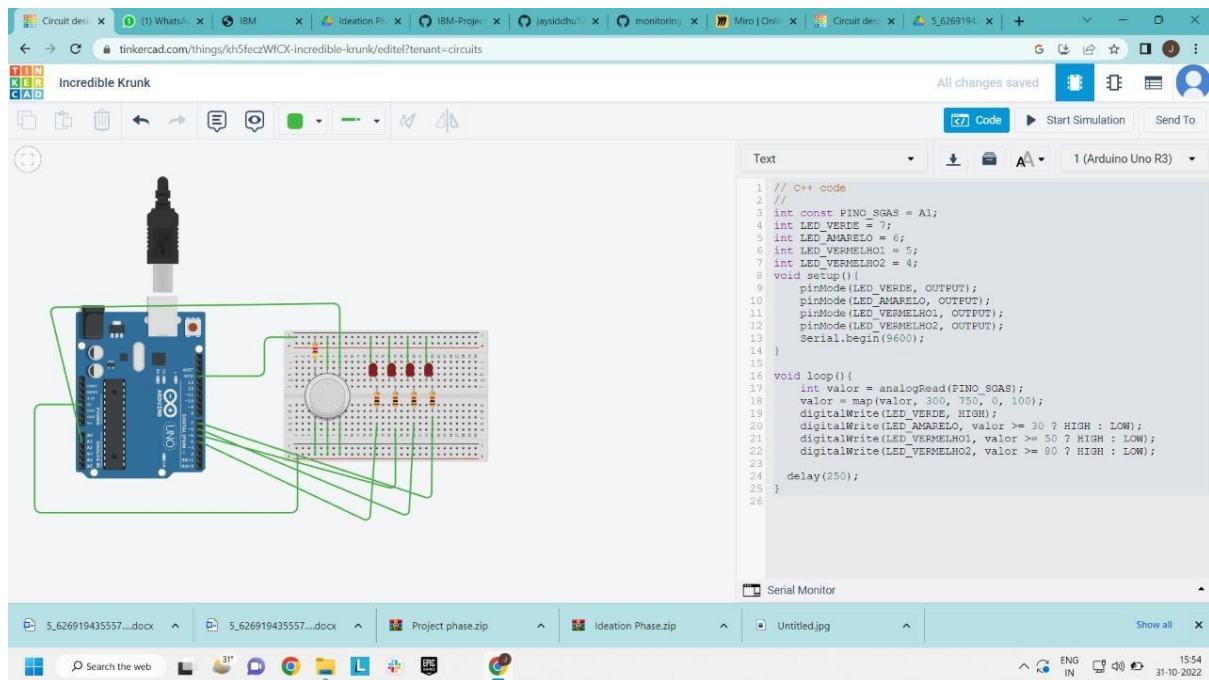 Circuit desi
(1) WhatsA
IBM
Ideation Ph
IBM-Projec
jaysiddhu1
monitoring
Miro | Onlin
Circuit desi
5_6269194
tinkercad.com/things/kh5feczWfCX-incredible-krunk/editel?tenant=circuits
TIN
KER
CAD
Incredible Krunk
All changes saved
Code
Start Simulation
Send To
Text
1 (Arduino Uno R3)
1 // C++ code
2 //
3 int const PINO_SGAS = A1;
4 int LED_VERDE = 7;
5 int LED_AMARELO = 6;
6 int LED_VERMELHO1 = 5;
7 int LED_VERMELHO2 = 4;
8 void setup(){
9 pinMode(LED_VERDE, OUTPUT);
10 pinMode(LED_AMARELO, OUTPUT);
11 pinMode(LED_VERMELHO1, OUTPUT);
12 pinMode(LED_VERMELHO2, OUTPUT);
13 Serial.begin(9600);
14 }
15
16 void loop(){
17 int valor = analogRead(PINO_SGAS);
18 valor = map(valor, 300, 750, 0, 100);
19 digitalWrite(LED_VERDE, HIGH);
20 digitalWrite(LED_AMARELO, valor >= 30 ? HIGH : LOW);
21 digitalWrite(LED_VERMELHO1, valor >= 50 ? HIGH : LOW);
22 digitalWrite(LED_VERMELHO2, valor >= 80 ? HIGH : LOW);
23
24 delay(250);
25 }
26
ARDUINO
UNO
DIGITAL
POWER
Serial Monitor
5_626919435557....docx
5_626919435557....docx
Project phase.zip
Ideation Phase.zip
Untitled.jpg
Show all
Search the web
31°
EPIC
ENG
IN
15:54
31-10-2022